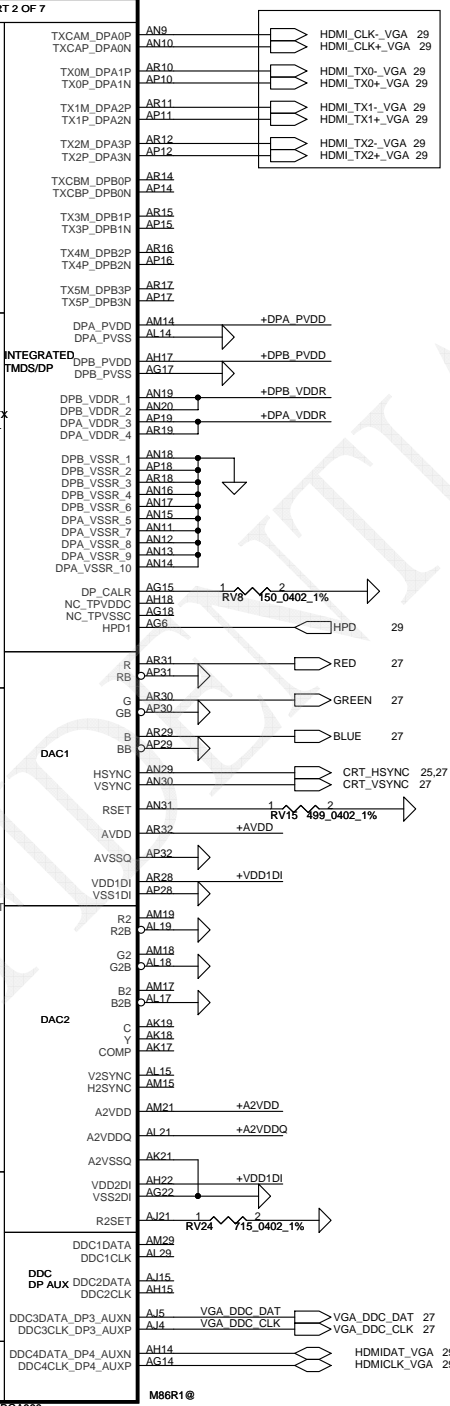 RT 2 OF 7
TXCAM_DPA0P AN9 HDMI_CLK-_VGA 29
TXCAP_DPA0N AN10 HDMI_CLK+_VGA 29
TX0M_DPA1P AR10 HDMI_TX0-_VGA 29
TX0P_DPA1N AP10 HDMI_TX0+_VGA 29
TX1M_DPA2P AR11 HDMI_TX1-_VGA 29
TX1P_DPA2N AP11 HDMI_TX1+_VGA 29
TX2M_DPA3P AR12 HDMI_TX2-_VGA 29
TX2P_DPA3N AP12 HDMI_TX2+_VGA 29
TXCBM_DPB0P AR14
TXCBP_DPB0N AP14
TX3M_DPB1P AR15
TX3P_DPB1N AP15
TX4M_DPB2P AR16
TX4P_DPB2N AP16
TX5M_DPB3P AR17
TX5P_DPB3N AP17
DPA_PVDD AM14 +DPA_PVDD
DPA_PVSS AL14
INTEGRATED
TMDS/DP
DPB_PVDD AH17 +DPB_PVDD
DPB_PVSS AG17
DPB_VDDR_1 AN19 +DPB_VDDR
DPB_VDDR_2 AN20
DPA_VDDR_3 AP19 +DPA_VDDR
DPA_VDDR_4 AR19
DPB_VSSR_1 AN18
DPB_VSSR_2 AP18
DPB_VSSR_3 AR18
DPB_VSSR_4 AN16
DPB_VSSR_6 AN17
DPA_VSSR_5 AN15
DPA_VSSR_7 AN11
DPA_VSSR_8 AN12
DPA_VSSR_9 AN13
DPA_VSSR_10 AN14
DP_CALR AG15 1 2
RV8 150_0402_1%
NC_TPVDDC AH18
NC_TPVSSC AG18
HPD1 AG6 HPD 29
R AR31 RED 27
RB AP31
G AR30 GREEN 27
GB AP30
B AR29 BLUE 27
BB AP29
DAC1
HSYNC AN29 CRT_HSYNC 25,27
VSYNC AN30 CRT_VSYNC 27
RSET AN31 1 2
RV15 499_0402_1%
AVDD AR32 +AVDD
AVSSQ AP32
VDD1DI AR28 +VDD1DI
VSS1DI AP28
R2 AM19
R2B AL19
G2 AM18
G2B AL18
B2 AM17
B2B AL17
DAC2
C AK19
Y AK18
COMP AK17
V2SYNC AL15
H2SYNC AM15
A2VDD AM21 +A2VDD
A2VDDQ AL21 +A2VDDQ
A2VSSQ AK21
VDD2DI AH22 +VDD1DI
VSS2DI AG22
R2SET AJ21 1 2
RV24 715_0402_1%
DDC1DATA AM29
DDC1CLK AL29
DDC
DP AUX
DDC2DATA AJ15
DDC2CLK AH15
DDC3DATA_DP3_AUXN AJ5 VGA_DDC_DAT VGA_DDC_DAT 27
DDC3CLK_DP3_AUXP AJ4 VGA_DDC_CLK VGA_DDC_CLK 27
DDC4DATA_DP4_AUXN AH14 HDMIDAT_VGA 29
DDC4CLK_DP4_AUXP AG14 HDMICLK_VGA 29
M86R1@